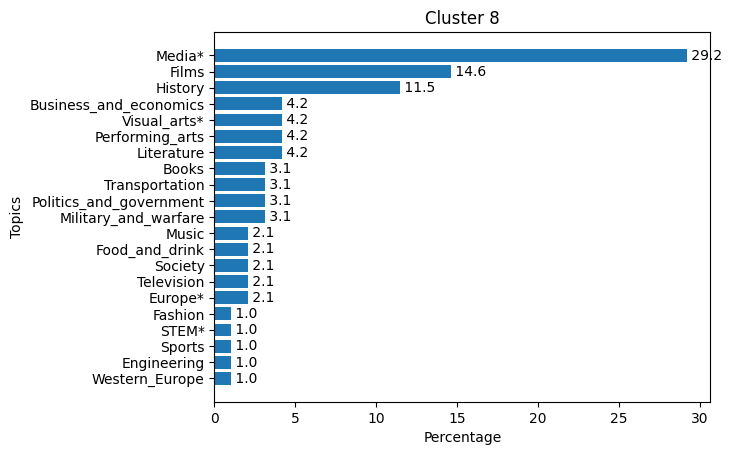 Cluster 8
Topics
Media* 29.2
Films 14.6
History 11.5
Business_and_economics 4.2
Visual_arts* 4.2
Performing_arts 4.2
Literature 4.2
Books 3.1
Transportation 3.1
Politics_and_government 3.1
Military_and_warfare 3.1
Music 2.1
Food_and_drink 2.1
Society 2.1
Television 2.1
Europe* 2.1
Fashion 1.0
STEM* 1.0
Sports 1.0
Engineering 1.0
Western_Europe 1.0
0 5 10 15 20 25 30
Percentage